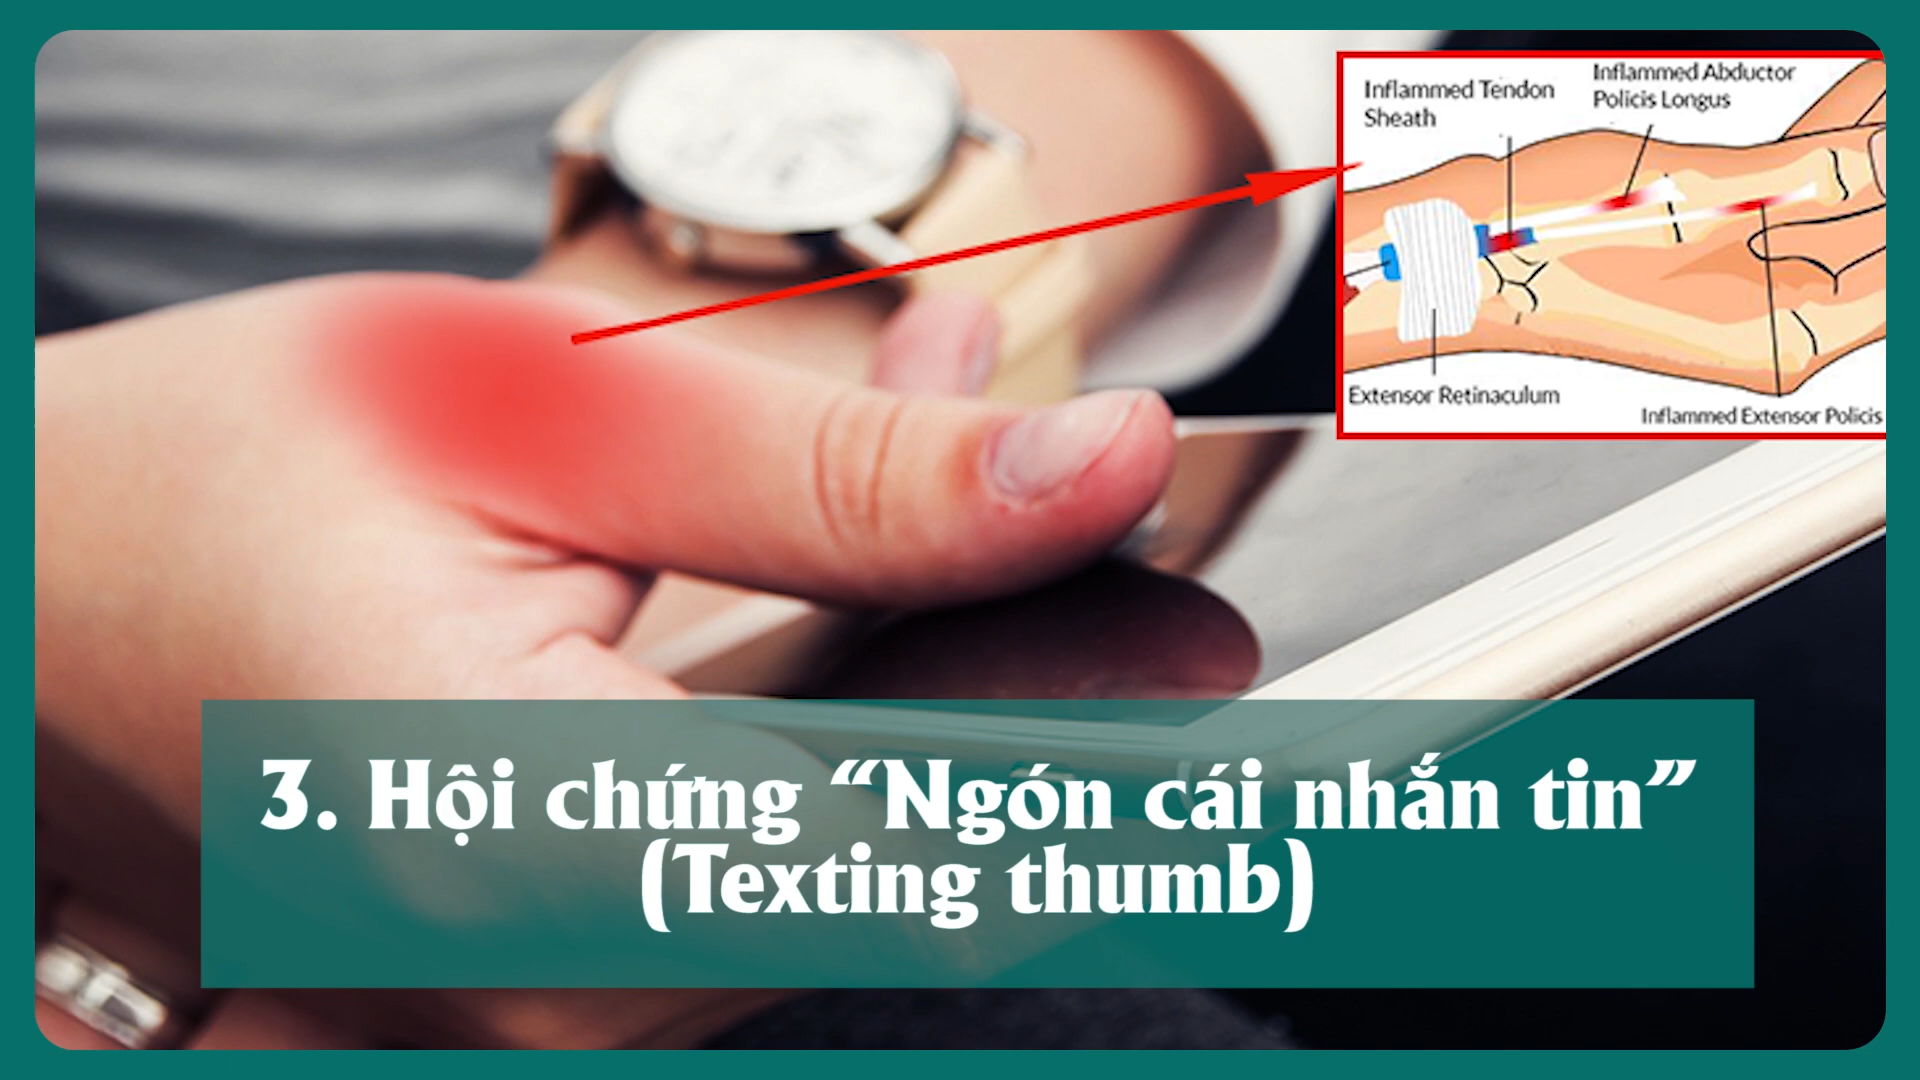 Inflammed Tendon
Sheath
Inflammed Abductor
Policis Longus
Extensor Retinaculum
Inflammed Extensor Policis
3. Hội chứng “Ngón cái nhắn tin”
(Texting thumb)